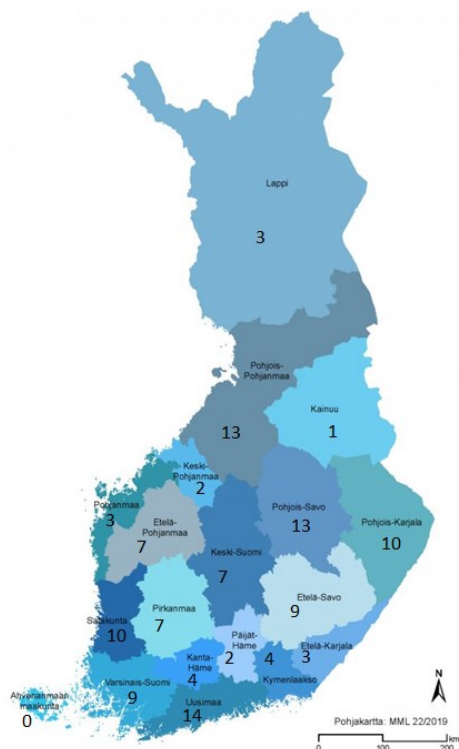 Lappi
3
Pohjois-
Pohjanmaa
13
Kainuu
1
Keski-
Pohjanmaa
2
Pohjanmaa
3
Etelä-
Pohjanmaa
7
Pohjois-Savo
13
Pohjois-Karjala
10
Keski-Suomi
7
Etelä-Savo
9
Satakunta
10
Pirkanmaa
7
Päijät-
Häme
2
Etelä-Karjala
3
Kanta-
Häme
4
4
Kymenlaakso
Varsinais-Suomi
9
Uusimaa
14
Ahvenanmaan
maakunta
0
N
Pohjakartta: MML 22/2019
0 100 200
km